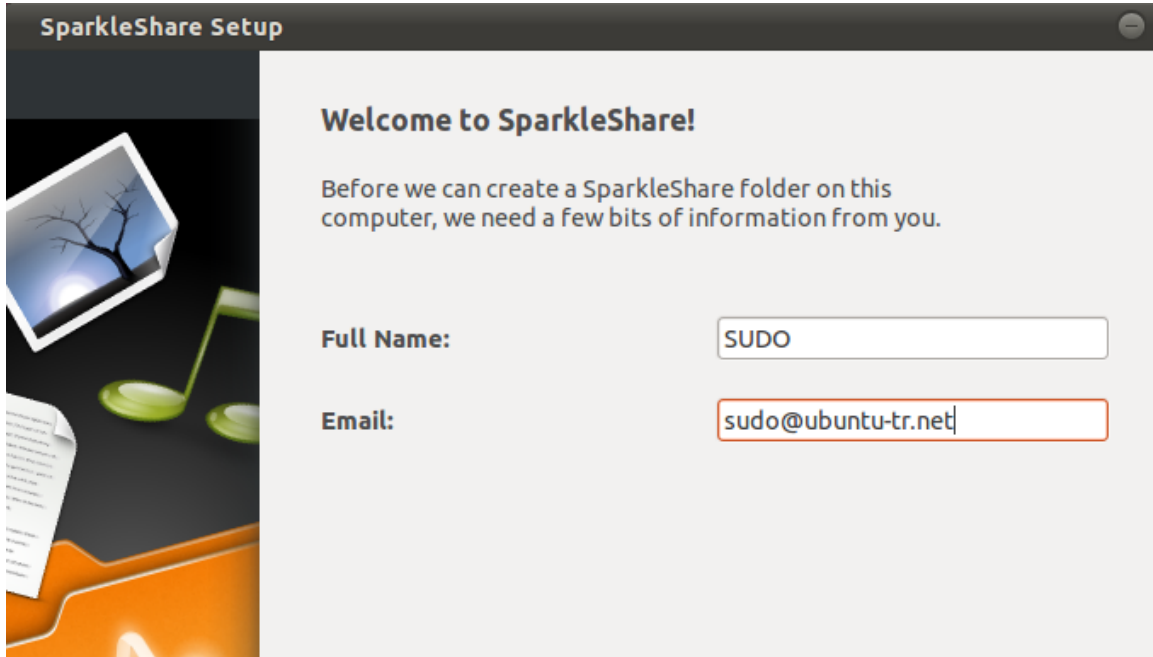 SparkleShare Setup
Welcome to SparkleShare!
Before we can create a SparkleShare folder on this
computer, we need a few bits of information from you.
Full Name:
SUDO
Email:
sudo@ubuntu-tr.net